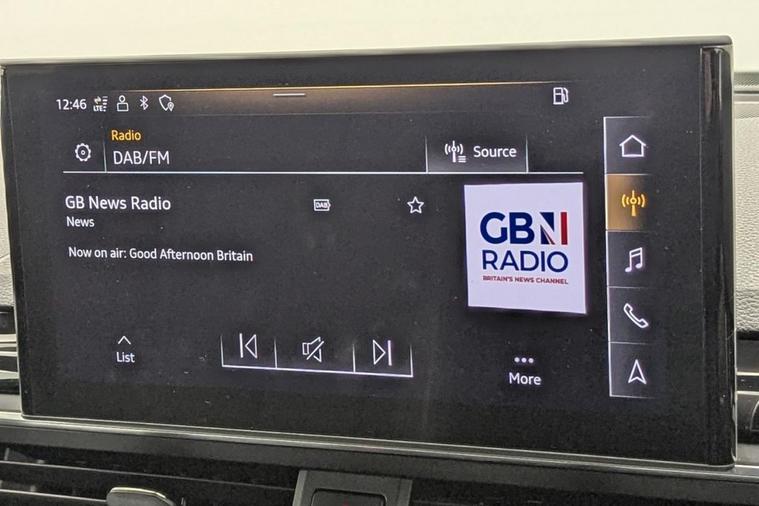 12:46 LTE
Radio
DAB/FM
Source
GB News Radio
DAB
News
Now on air: Good Afternoon Britain
GBN
RADIO
BRITAIN'S NEWS CHANNEL
List
More